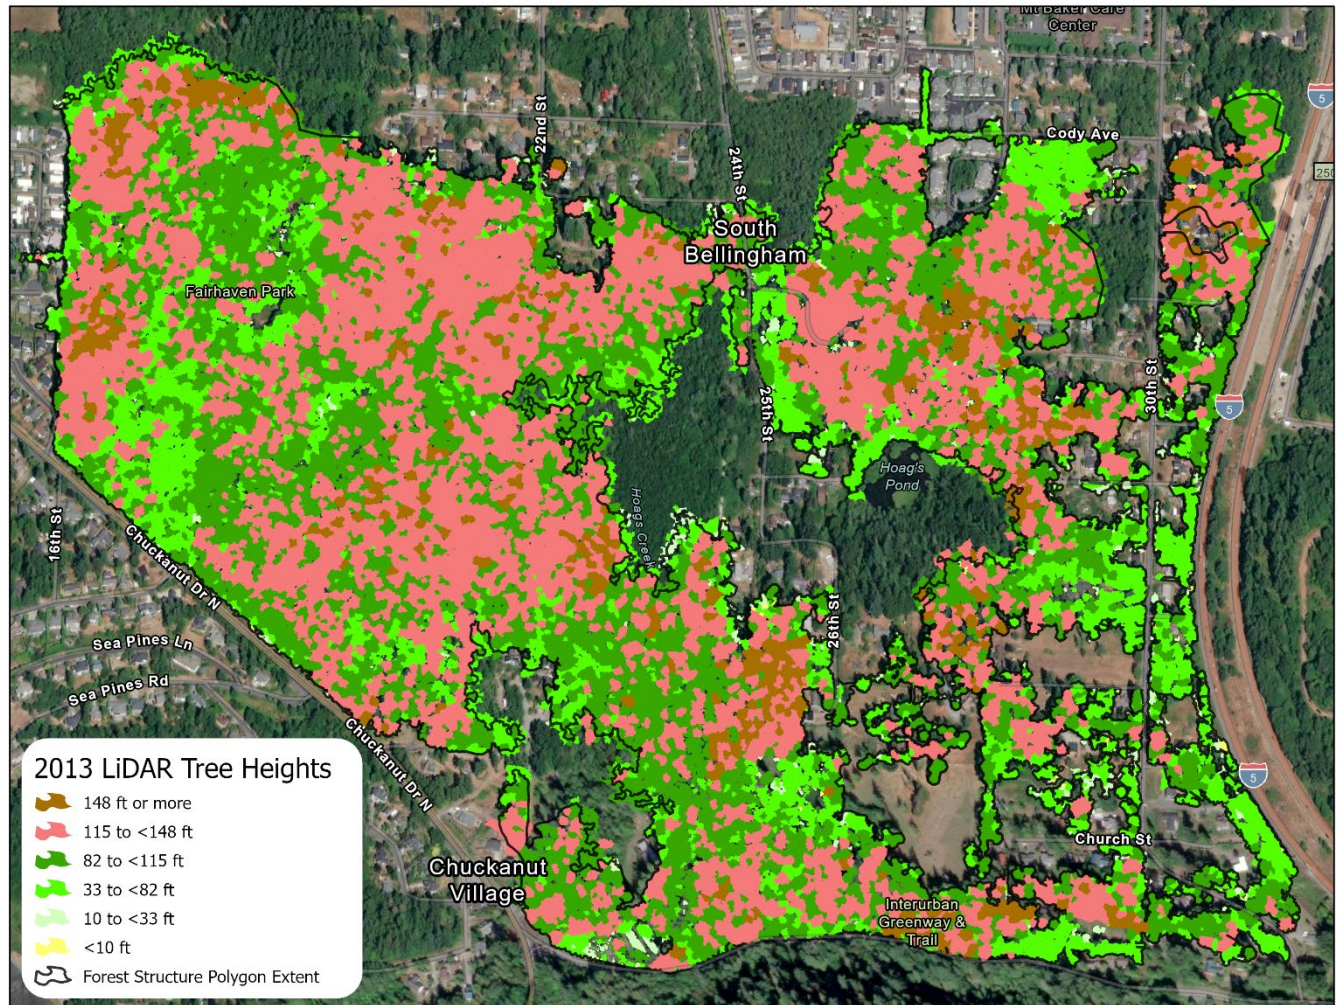 Mt Baker Care
Center
5
Cody Ave
22nd St
24th St
250
South
Bellingham
Fairhaven Park
30th St
5
25th St
Hoag's
Pond
Hoags Creek
16th St
Chuckanut Dr N
26th St
Sea Pines Ln
Sea Pines Rd
Chuckanut Dr N
5
Church St
Chuckanut
Village
Interurban
Greenway &
Trail
2013 LiDAR Tree Heights
148 ft or more
115 to <148 ft
82 to <115 ft
33 to <82 ft
10 to <33 ft
<10 ft
Forest Structure Polygon Extent